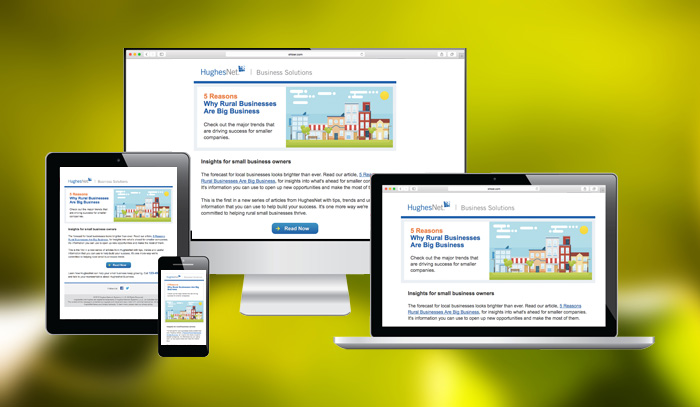 HughesNet | Business Solutions
5 Reasons
Why Rural Businesses
Are Big Business
Check out the major trends that
are driving success for smaller
companies.
Insights for small business owners
The forecast for local businesses looks brighter than ever. Read our article, 5 Reas
Rural Businesses Are Big Business, for insights into what's ahead for smaller cong
It's information you can use to open up new opportunities and make the most of th
This is the first in a new series of articles from HughesNet with tips, trends and us
information that you can use to help build your success. It's one more way we're
committed to helping rural small businesses thrive.
Read Now
HughesNet | Business Solutions
5 Reasons
Why Rural Businesses
Are Big Business
Check out the major trends that
are driving success for smaller
companies.
Insights for small business owners
Read Now
HughesNet
5 Reasons
Why Rural Businesses
Are Big Business
HughesNet | Business Solutions
5 Reasons
Why Rural Businesses
Are Big Business
Check out the major trends that
are driving success for smaller
companies.
Insights for small business owners
The forecast for local businesses looks brighter than ever. Read our article, 5 Reasons
Rural Businesses Are Big Business, for insights into what's ahead for smaller companies.
It's information you can use to open up new opportunities and make the most of them.